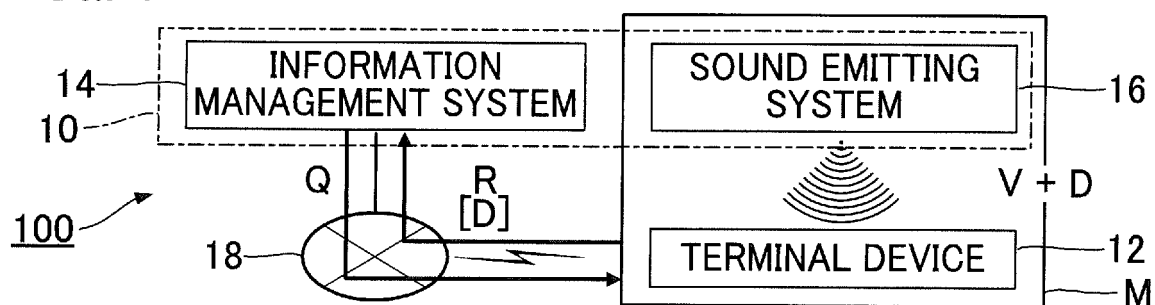 INFORMATION
MANAGEMENT SYSTEM
SOUND EMITTING
SYSTEM
14
10
16
Q
R
[D]
V + D
100
18
TERMINAL DEVICE
12
M